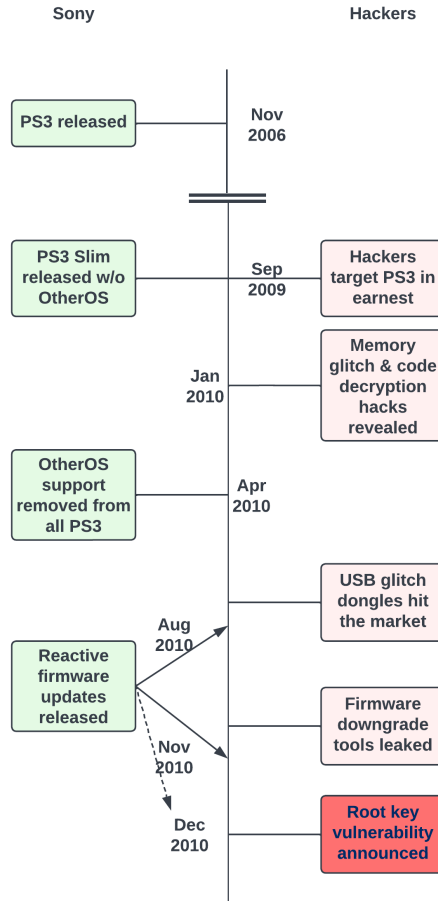 Sony
Hackers
PS3 released
Nov
2006
PS3 Slim
released w/o
OtherOS
Sep
2009
Hackers
target PS3 in
earnest
Jan
2010
Memory
glitch & code
decryption
hacks
revealed
OtherOS
support
removed from
all PS3
Apr
2010
USB glitch
dongles hit
the market
Aug
2010
Reactive
firmware
updates
released
Nov
2010
Firmware
downgrade
tools leaked
Dec
2010
Root key
vulnerability
announced